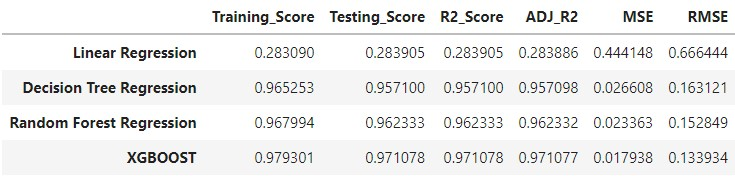 Training_Score Testing_Score R2_Score ADJ_R2 MSE RMSE
Linear Regression 0.283090 0.283905 0.283905 0.283886 0.444148 0.666444
Decision Tree Regression 0.965253 0.957100 0.957100 0.957098 0.026608 0.163121
Random Forest Regression 0.967994 0.962333 0.962333 0.962332 0.023363 0.152849
XGBOOST 0.979301 0.971078 0.971078 0.971077 0.017938 0.133934